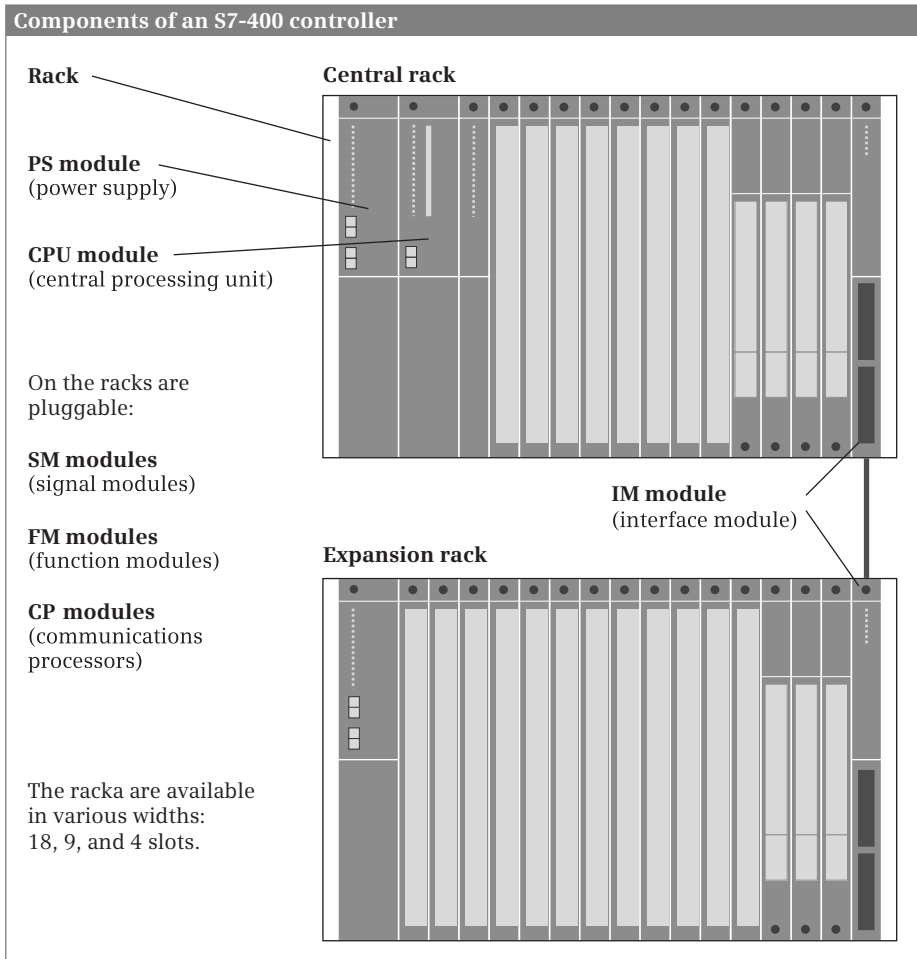 Components of an S7-400 controller
Rack
Central rack
PS module
(power supply)
CPU module
(central processing unit)
On the racks are
pluggable:
SM modules
(signal modules)
IM module
(interface module)
FM modules
(function modules)
Expansion rack
CP modules
(communications
processors)
The racka are available
in various widths:
18, 9, and 4 slots.